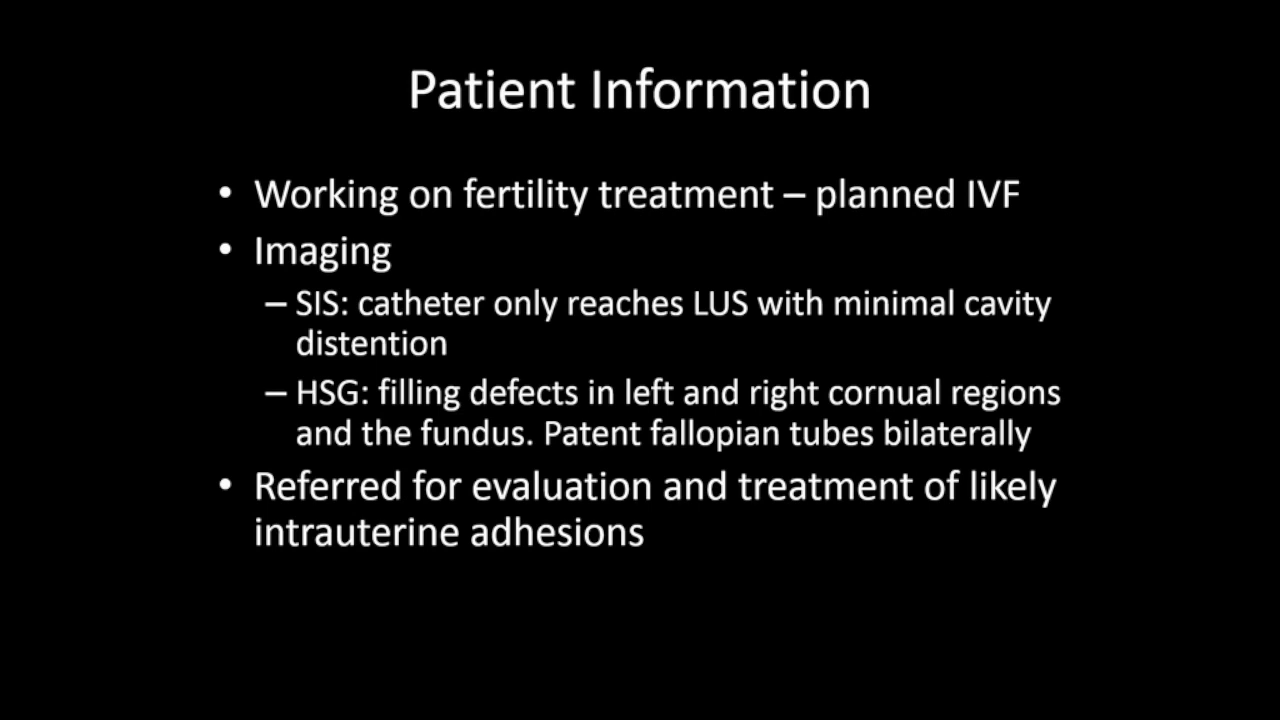 Patient Information
• Working on fertility treatment – planned IVF
• Imaging
– SIS: catheter only reaches LUS with minimal cavity
distention
– HSG: filling defects in left and right cornual regions
and the fundus. Patent fallopian tubes bilaterally
• Referred for evaluation and treatment of likely
intrauterine adhesions